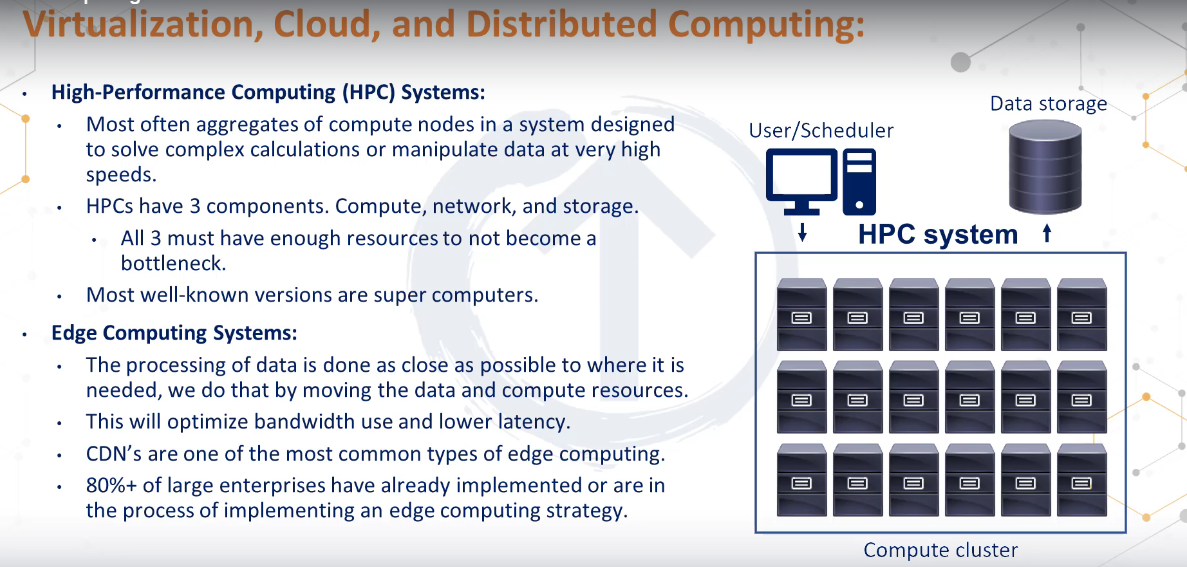 Virtualization, Cloud, and Distributed Computing:
• High-Performance Computing (HPC) Systems:
• Most often aggregates of compute nodes in a system designed
to solve complex calculations or manipulate data at very high
speeds.
• HPCs have 3 components. Compute, network, and storage.
• All 3 must have enough resources to not become a
bottleneck.
• Most well-known versions are super computers.
• Edge Computing Systems:
• The processing of data is done as close as possible to where it is
needed, we do that by moving the data and compute resources.
• This will optimize bandwidth use and lower latency.
• CDN’s are one of the most common types of edge computing.
• 80%+ of large enterprises have already implemented or are in
the process of implementing an edge computing strategy.
Data storage
User/Scheduler
HPC system
Compute cluster